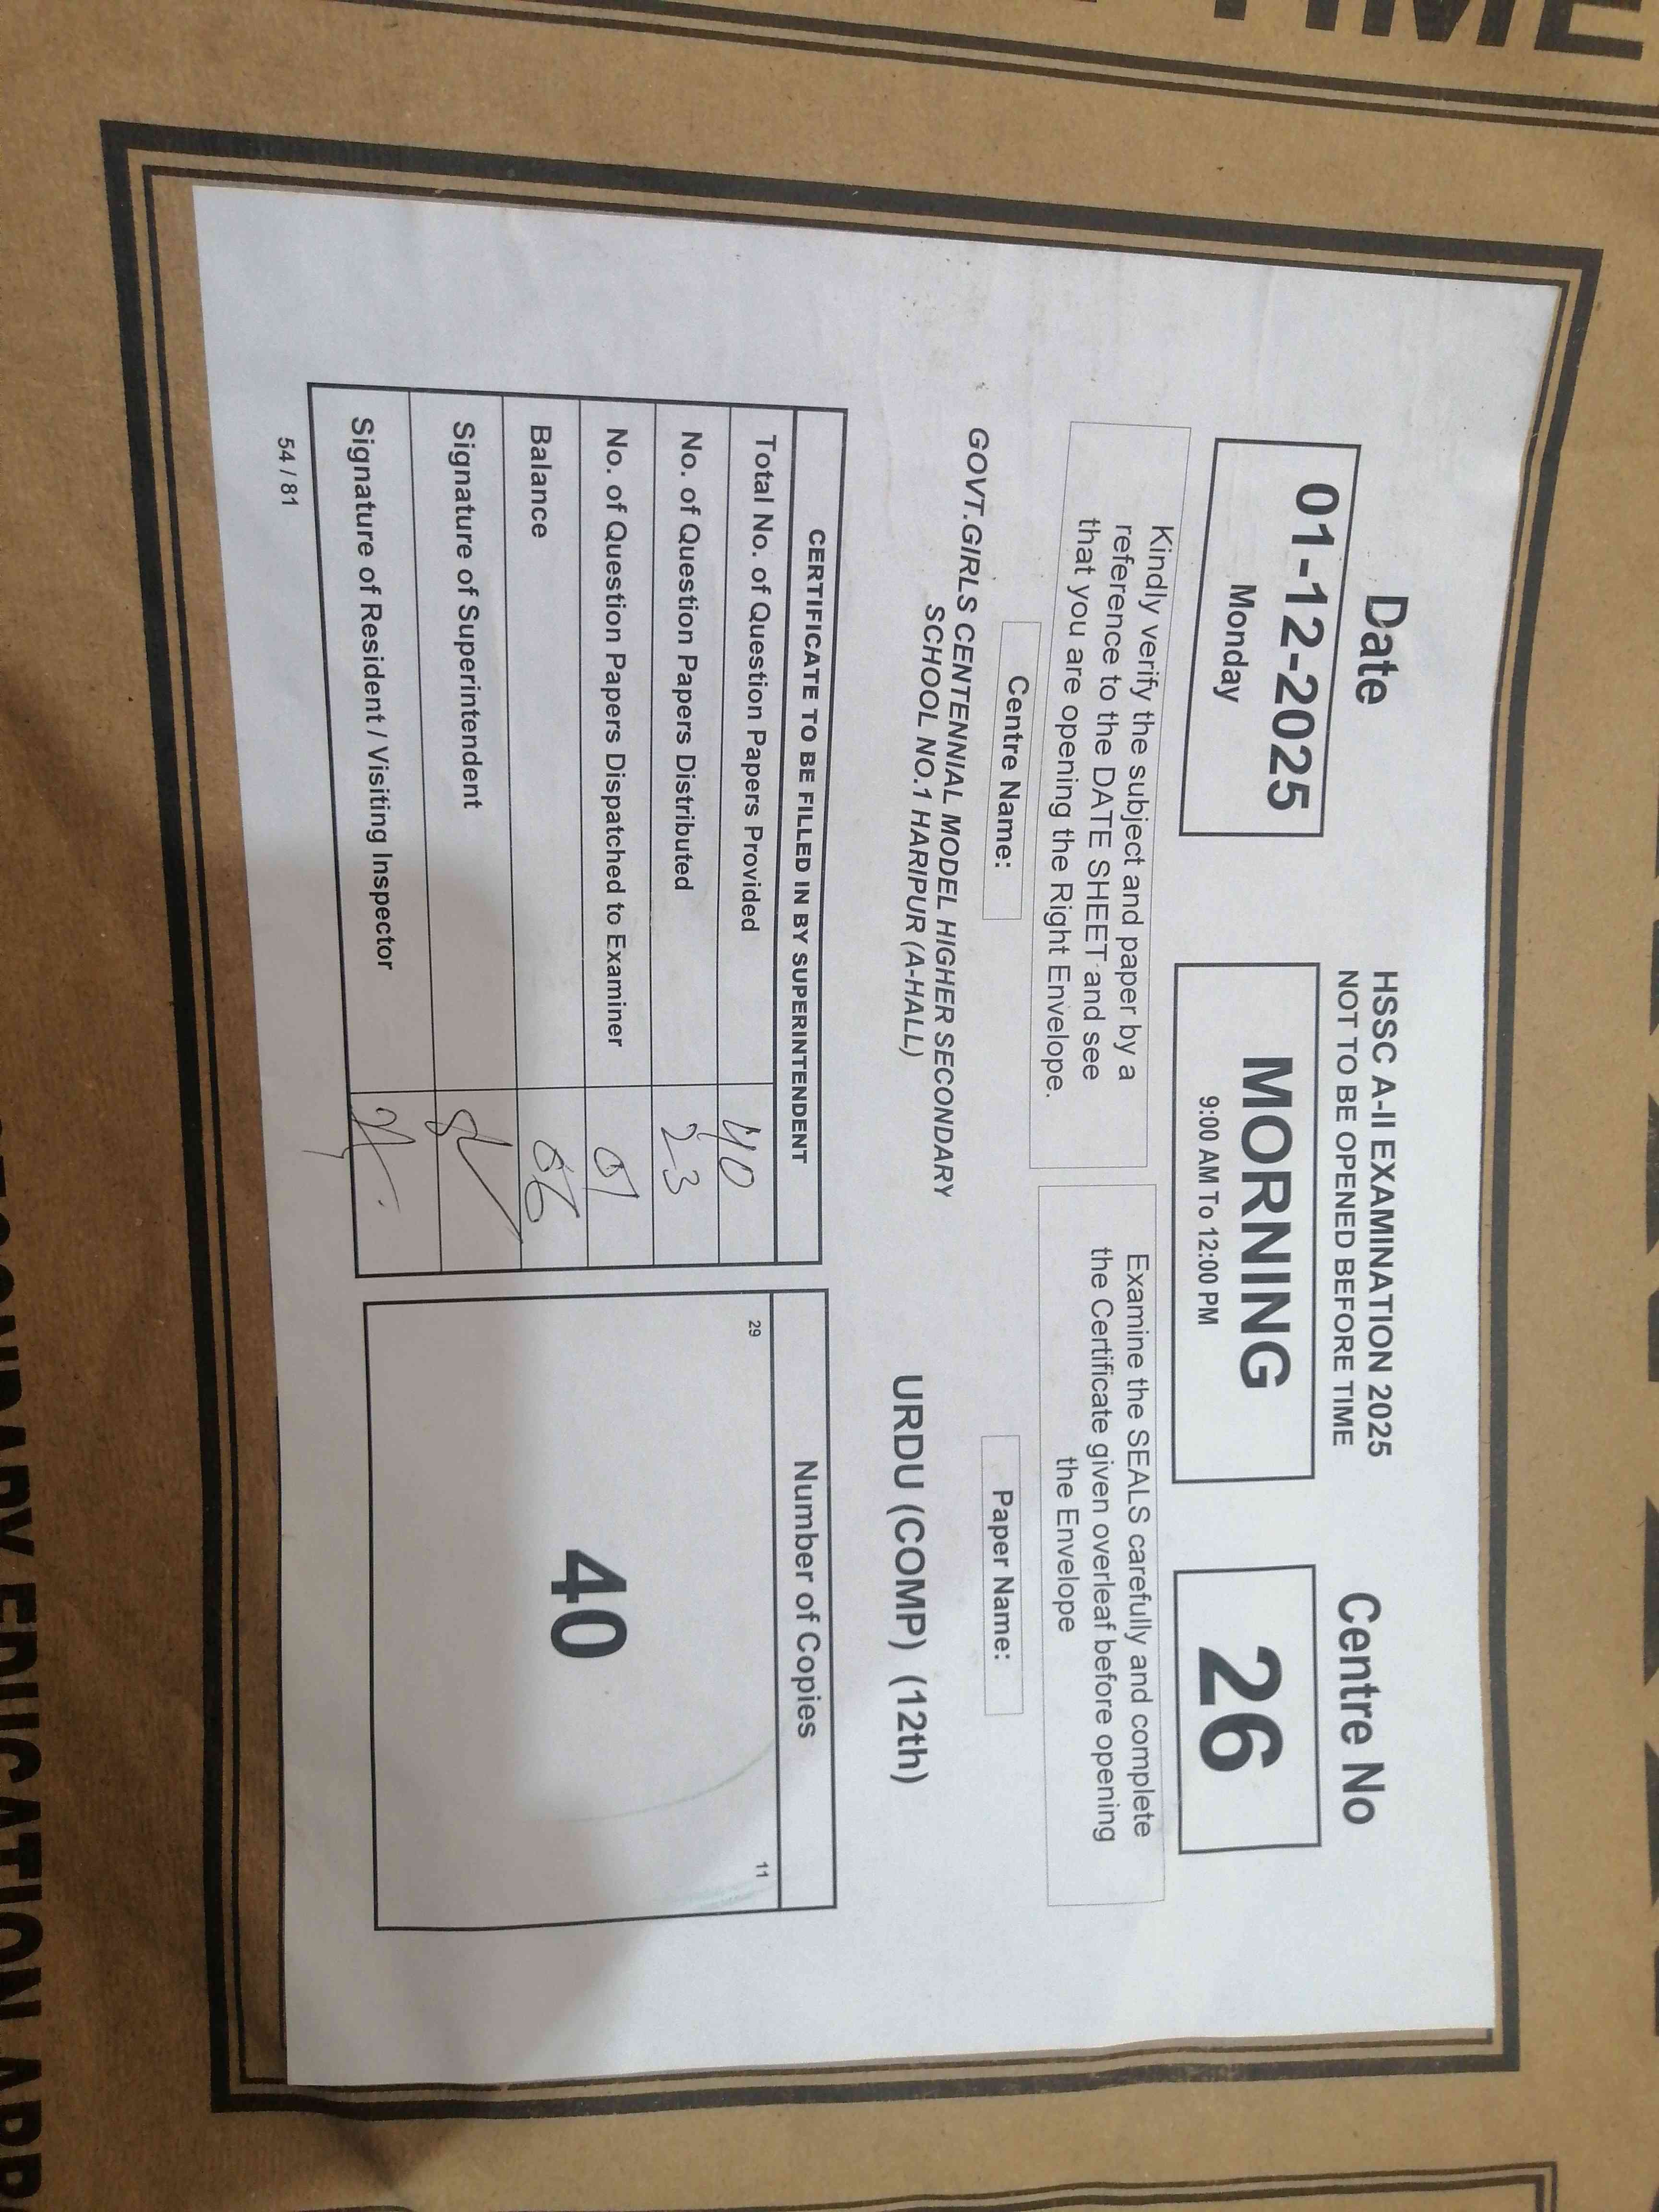 TIME
Date
01-12-2025
Monday
HSSC A-II EXAMINATION 2025
NOT TO BE OPENED BEFORE TIME
MORNING
9:00 AM To 12:00 PM
Centre No
26
Kindly verify the subject and paper by a
reference to the DATE SHEET and see
that you are opening the Right Envelope.
Examine the SEALS carefully and complete
the Certificate given overleaf before opening
the Envelope
Centre Name:
GOVT.GIRLS CENTENNIAL MODEL HIGHER SECONDARY
SCHOOL NO.1 HARIPUR (A-HALL)
Paper Name:
URDU (COMP) (12th)
CERTIFICATE TO BE FILLED IN BY SUPERINTENDENT
Total No. of Question Papers Provided 40
No. of Question Papers Distributed 23
No. of Question Papers Dispatched to Examiner 01
Balance
Signature of Superintendent
Signature of Resident / Visiting Inspector
Number of Copies
29 11
40
54 / 81
SECONDARY EDUCATION ABB